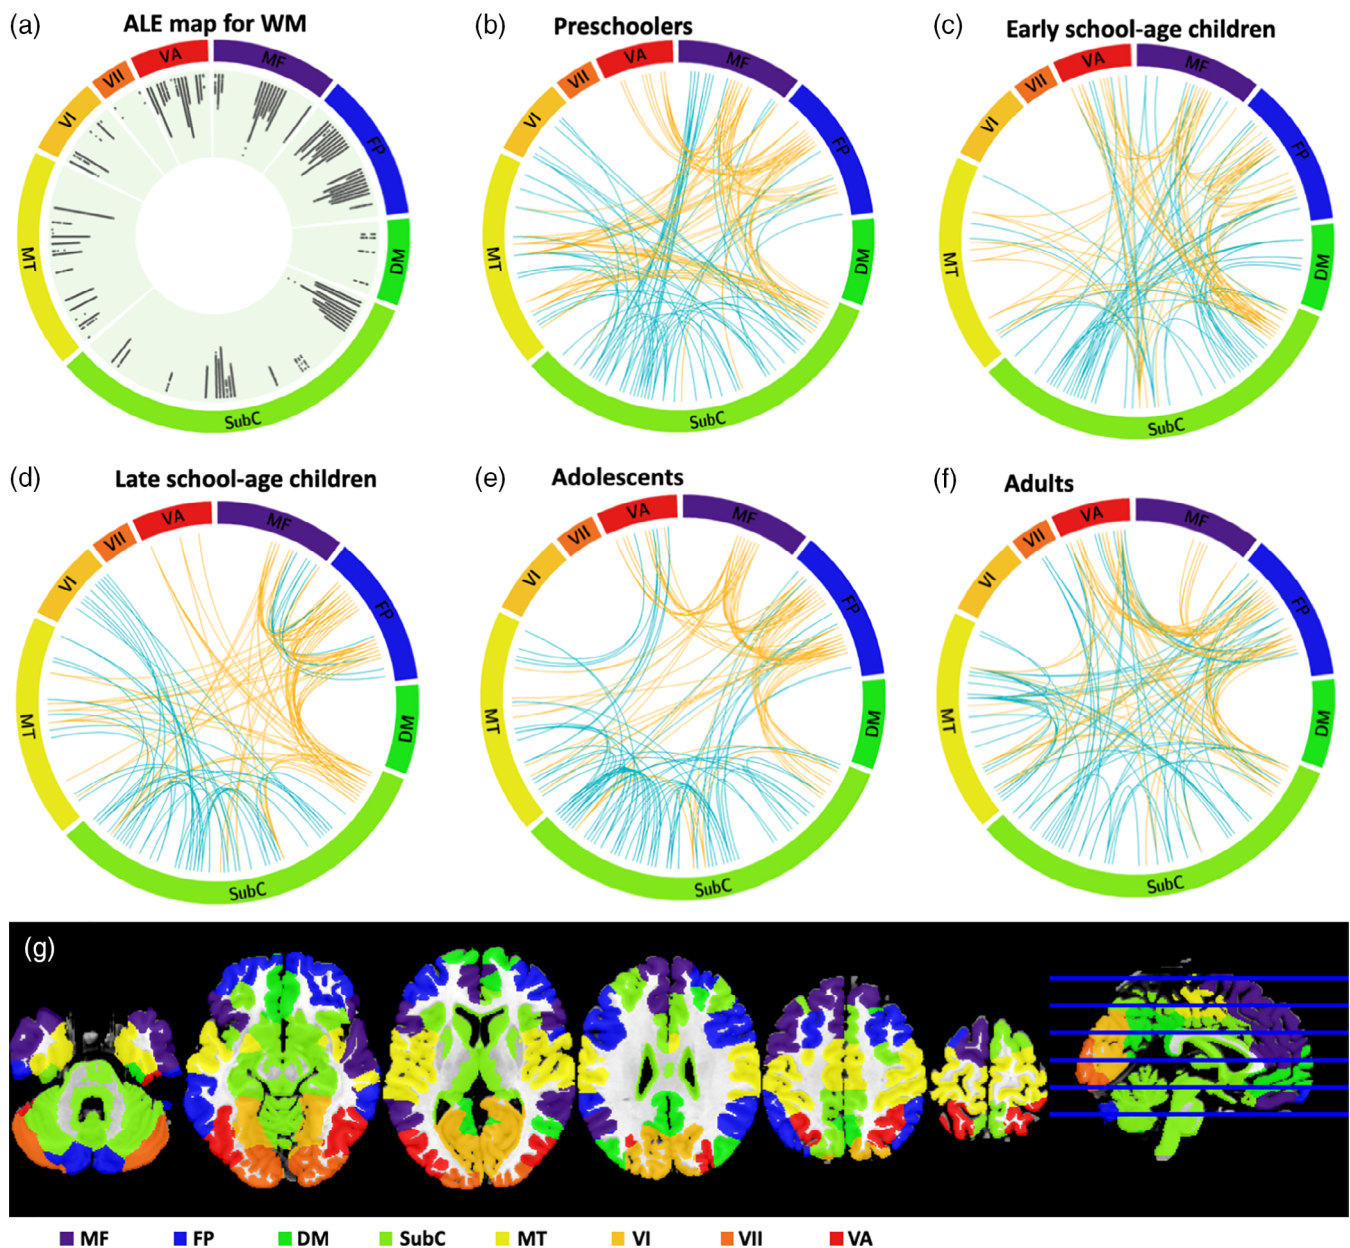 (a) ALE map for WM
VA MF FP DM SubC MT VI VII
(b) Preschoolers
VA MF FP DM SubC MT VI VII
(c) Early school-age children
VA MF FP DM SubC MT VI VII
(d) Late school-age children
VA MF FP DM SubC MT VI VII
(e) Adolescents
VA MF FP DM SubC MT VI VII
(f) Adults
VA MF FP DM SubC MT VI VII
(g)
MF FP DM SubC MT VI VII VA